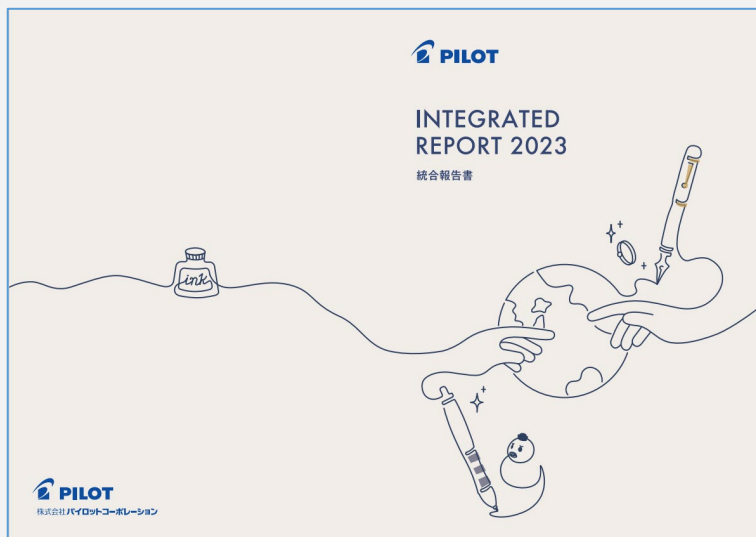 PILOT
INTEGRATED
REPORT 2023
統合報告書
ink
PILOT
株式会社パイロットコーポレーション